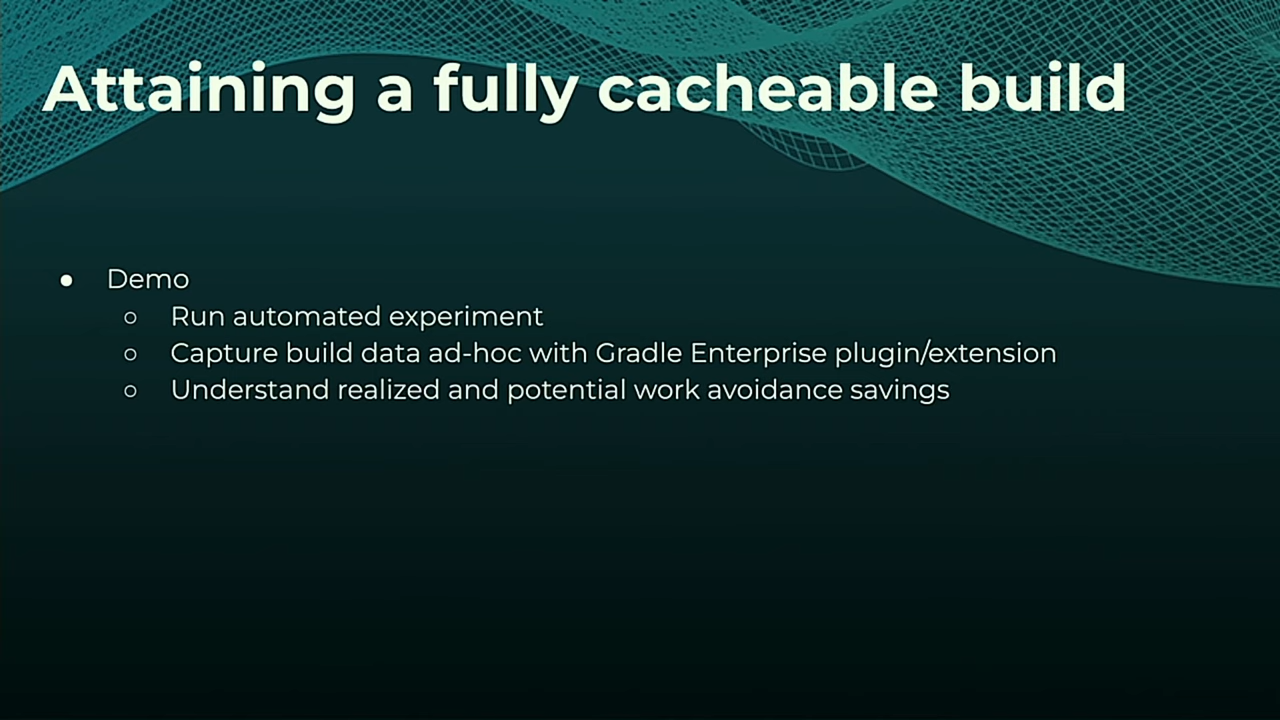 Attaining a fully cacheable build
● Demo
○ Run automated experiment
○ Capture build data ad-hoc with Gradle Enterprise plugin/extension
○ Understand realized and potential work avoidance savings